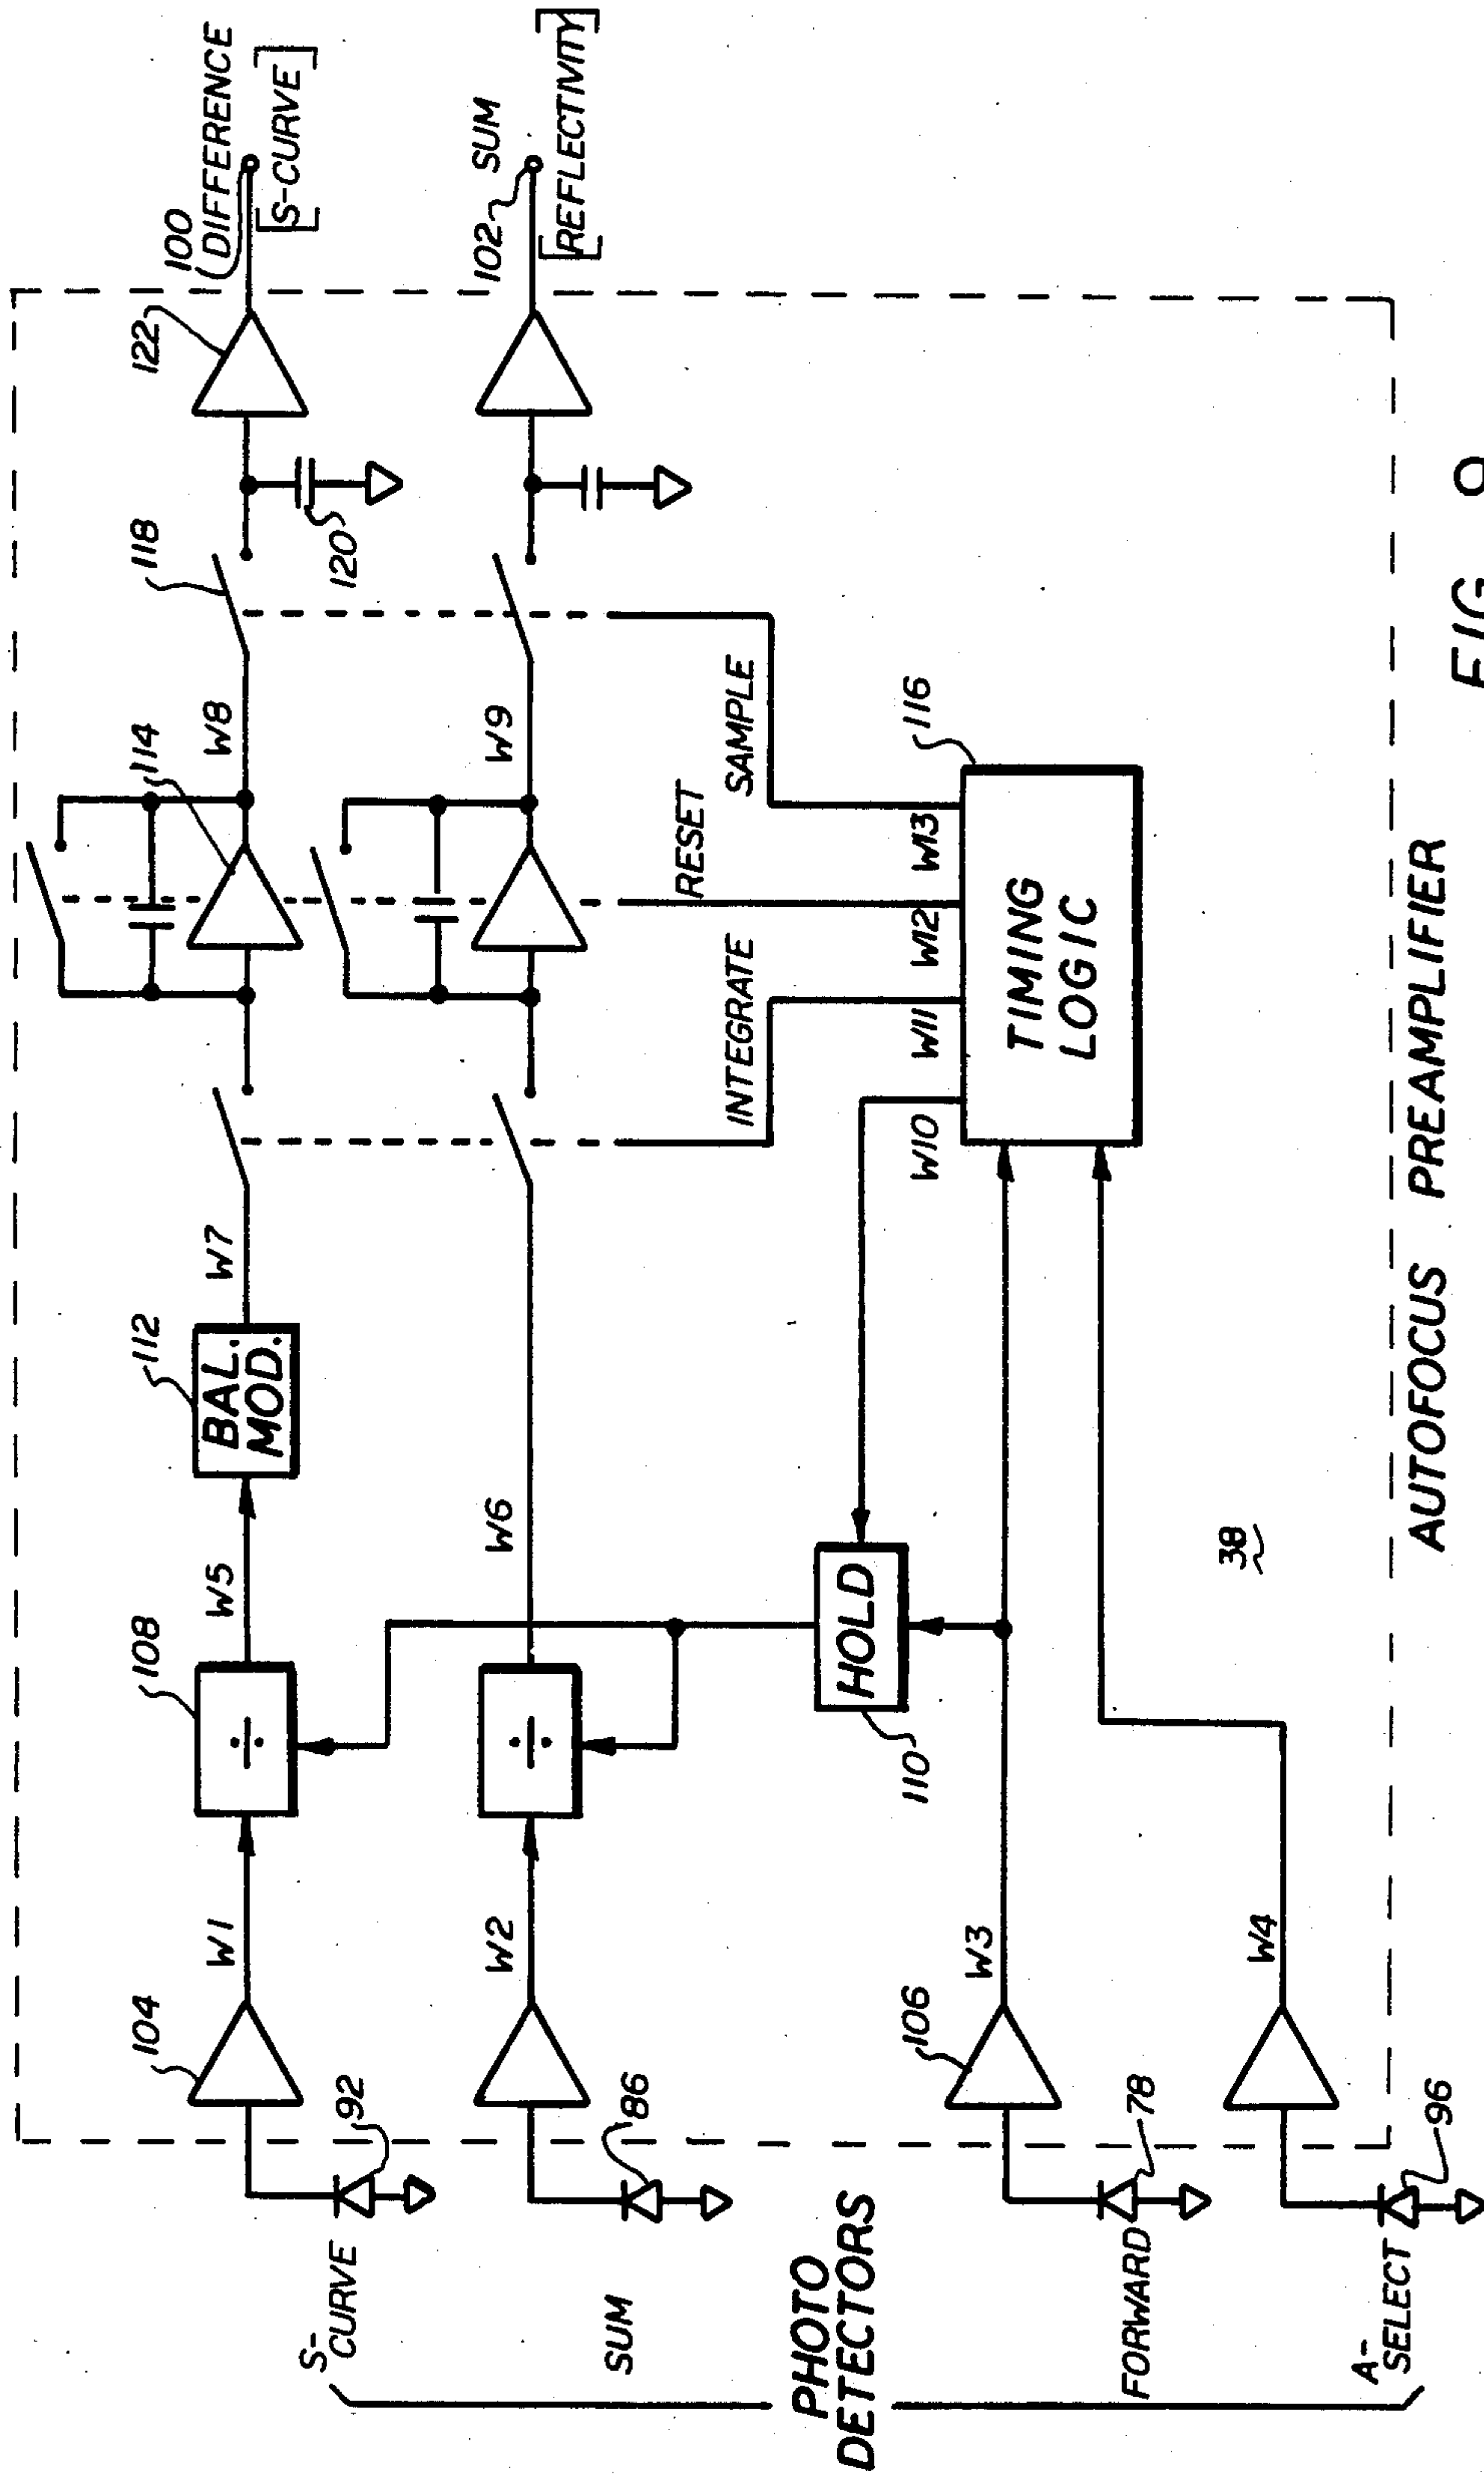 100
DIFFERENCE
[S-CURVE]
102
SUM
[REFLECTIVITY]
122
118
120
114
W8
W9
112
BAL.
MOD.
W7
108
÷
W5
W6
÷
104
W1
W2
92
86
S-
CURVE
SUM
PHOTO
DETECTORS
FORWARD
78
A-
SELECT
96
106
W3
W4
HOLD
110
INTEGRATE
RESET
SAMPLE
W10
W11
W12
W13
116
TIMING
LOGIC
38
AUTOFOCUS PREAMPLIFIER